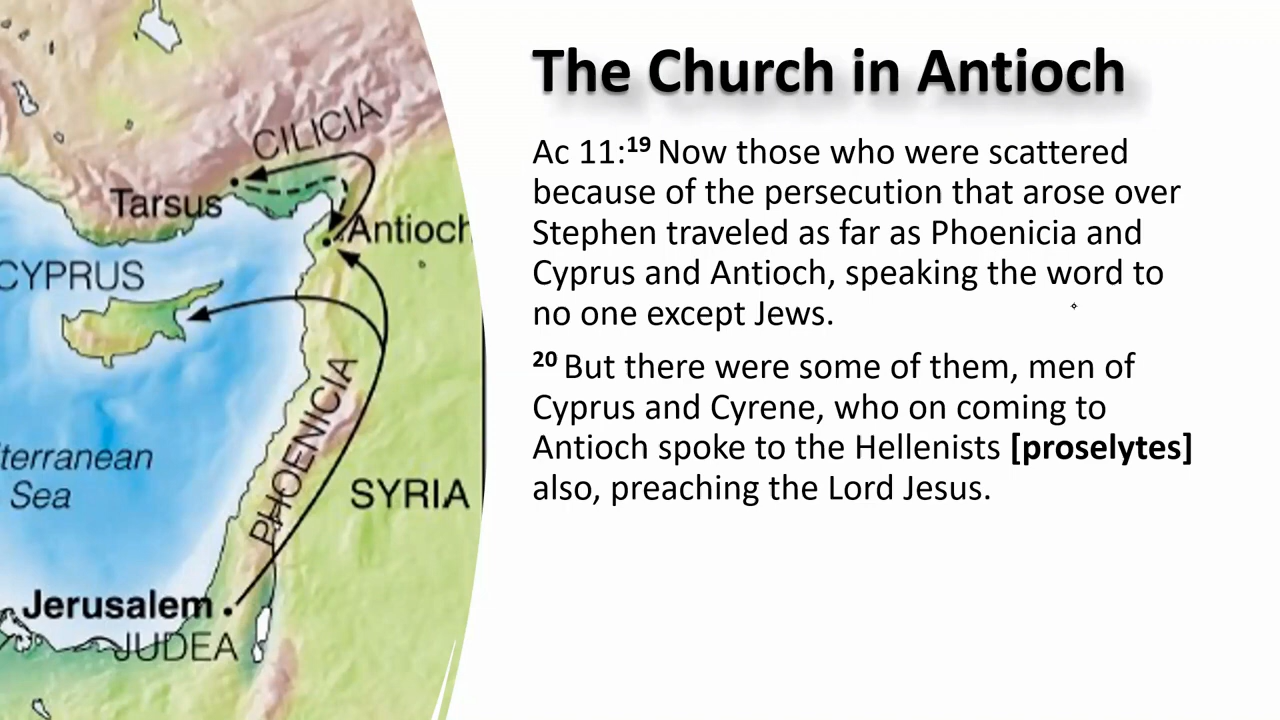 The Church in Antioch
Ac 11:19 Now those who were scattered
because of the persecution that arose over
Stephen traveled as far as Phoenicia and
Cyprus and Antioch, speaking the word to
no one except Jews.
20 But there were some of them, men of
Cyprus and Cyrene, who on coming to
Antioch spoke to the Hellenists [proselytes]
also, preaching the Lord Jesus.
CILICIA
Tarsus
Antioch
CYPRUS
PHOENICIA
terranean
Sea
SYRIA
Jerusalem
JUDEA